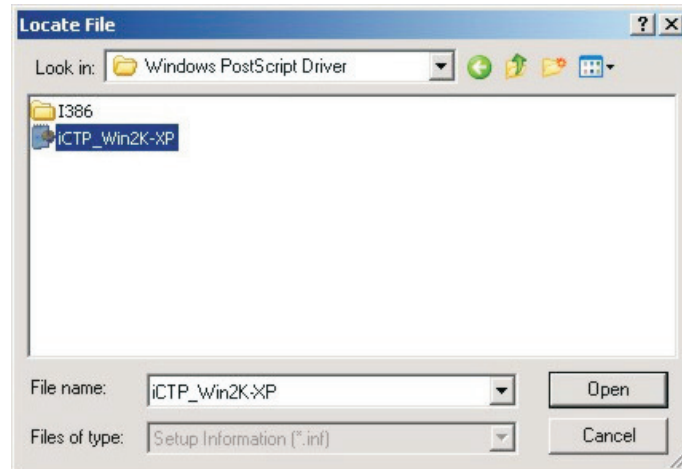 Locate File
Look in: Windows PostScript Driver
I386
iCTP_Win2K-XP
File name: iCTP_Win2K-XP Open
Files of type: Setup Information (*.inf) Cancel